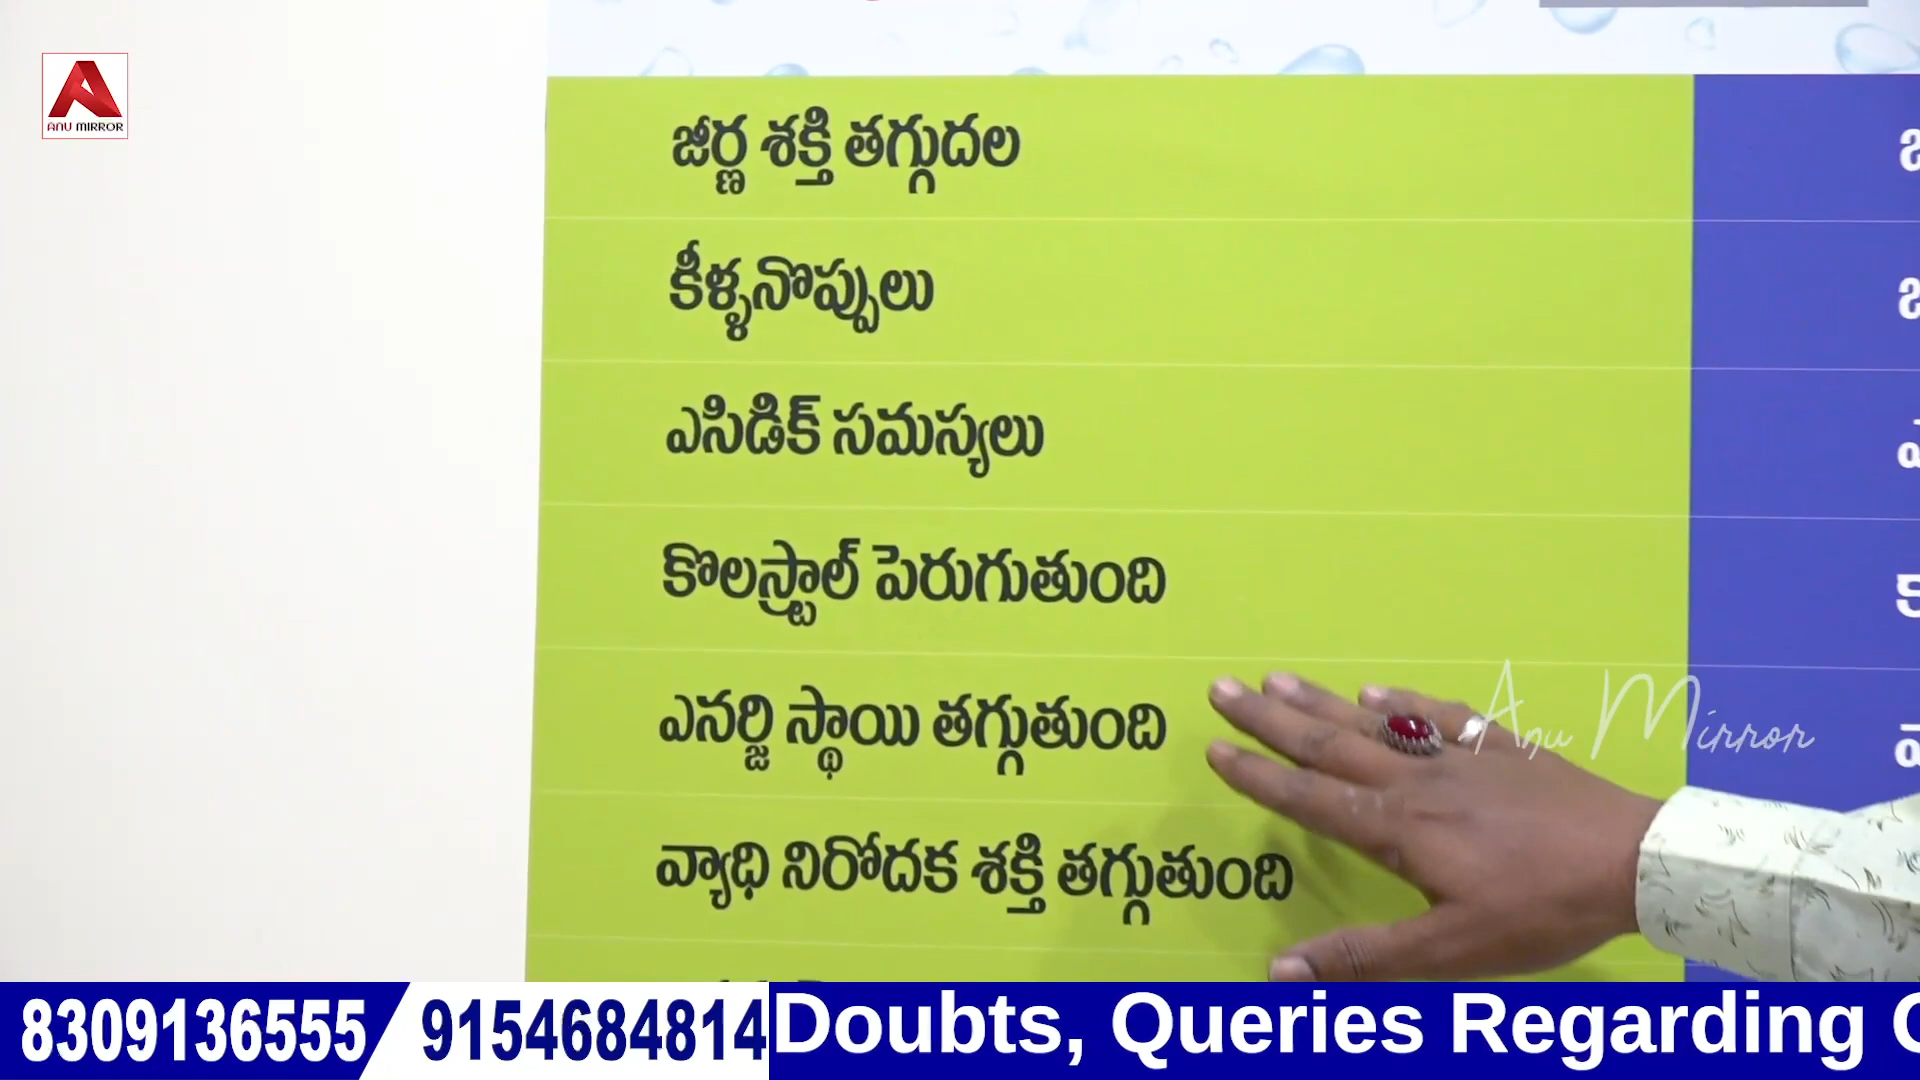 ANU MIRROR
జీర్ణ శక్తి తగ్గుదల
కీళ్ళనొప్పులు
ఎసిడిక్ సమస్యలు
కొలస్ట్రాల్ పెరుగుతుంది
ఎనర్జి స్థాయి తగ్గుతుంది
Anu Mirror
వ్యాధి నిరోదక శక్తి తగ్గుతుంది
8309136555
9154684814
Doubts, Queries Regarding